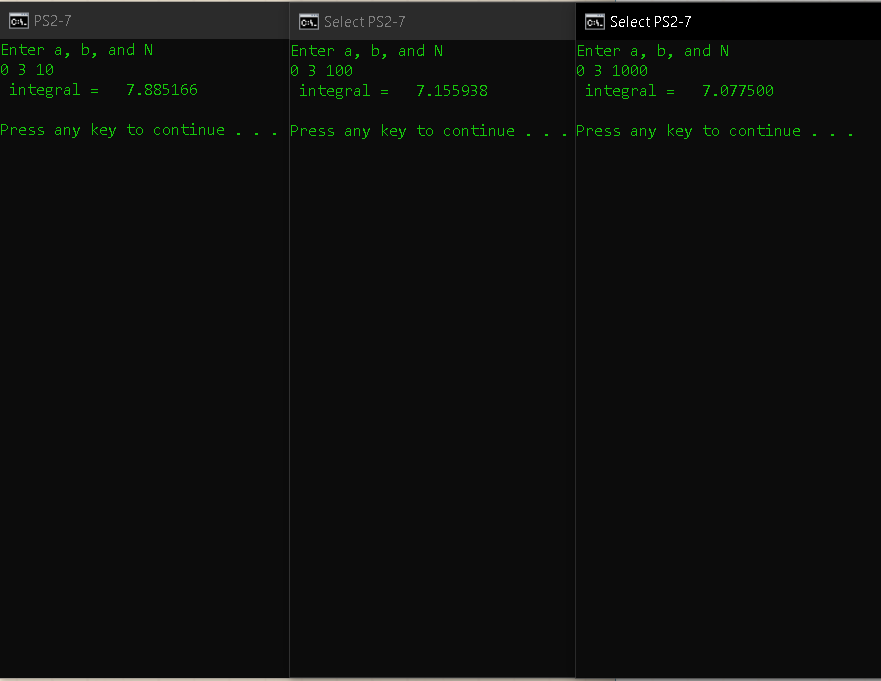 PS2-7
Enter a, b, and N
0 3 10
integral = 7.885166
Press any key to continue . . .
Select PS2-7
Enter a, b, and N
0 3 100
integral = 7.155938
Press any key to continue . . .
Select PS2-7
Enter a, b, and N
0 3 1000
integral = 7.077500
Press any key to continue . . .